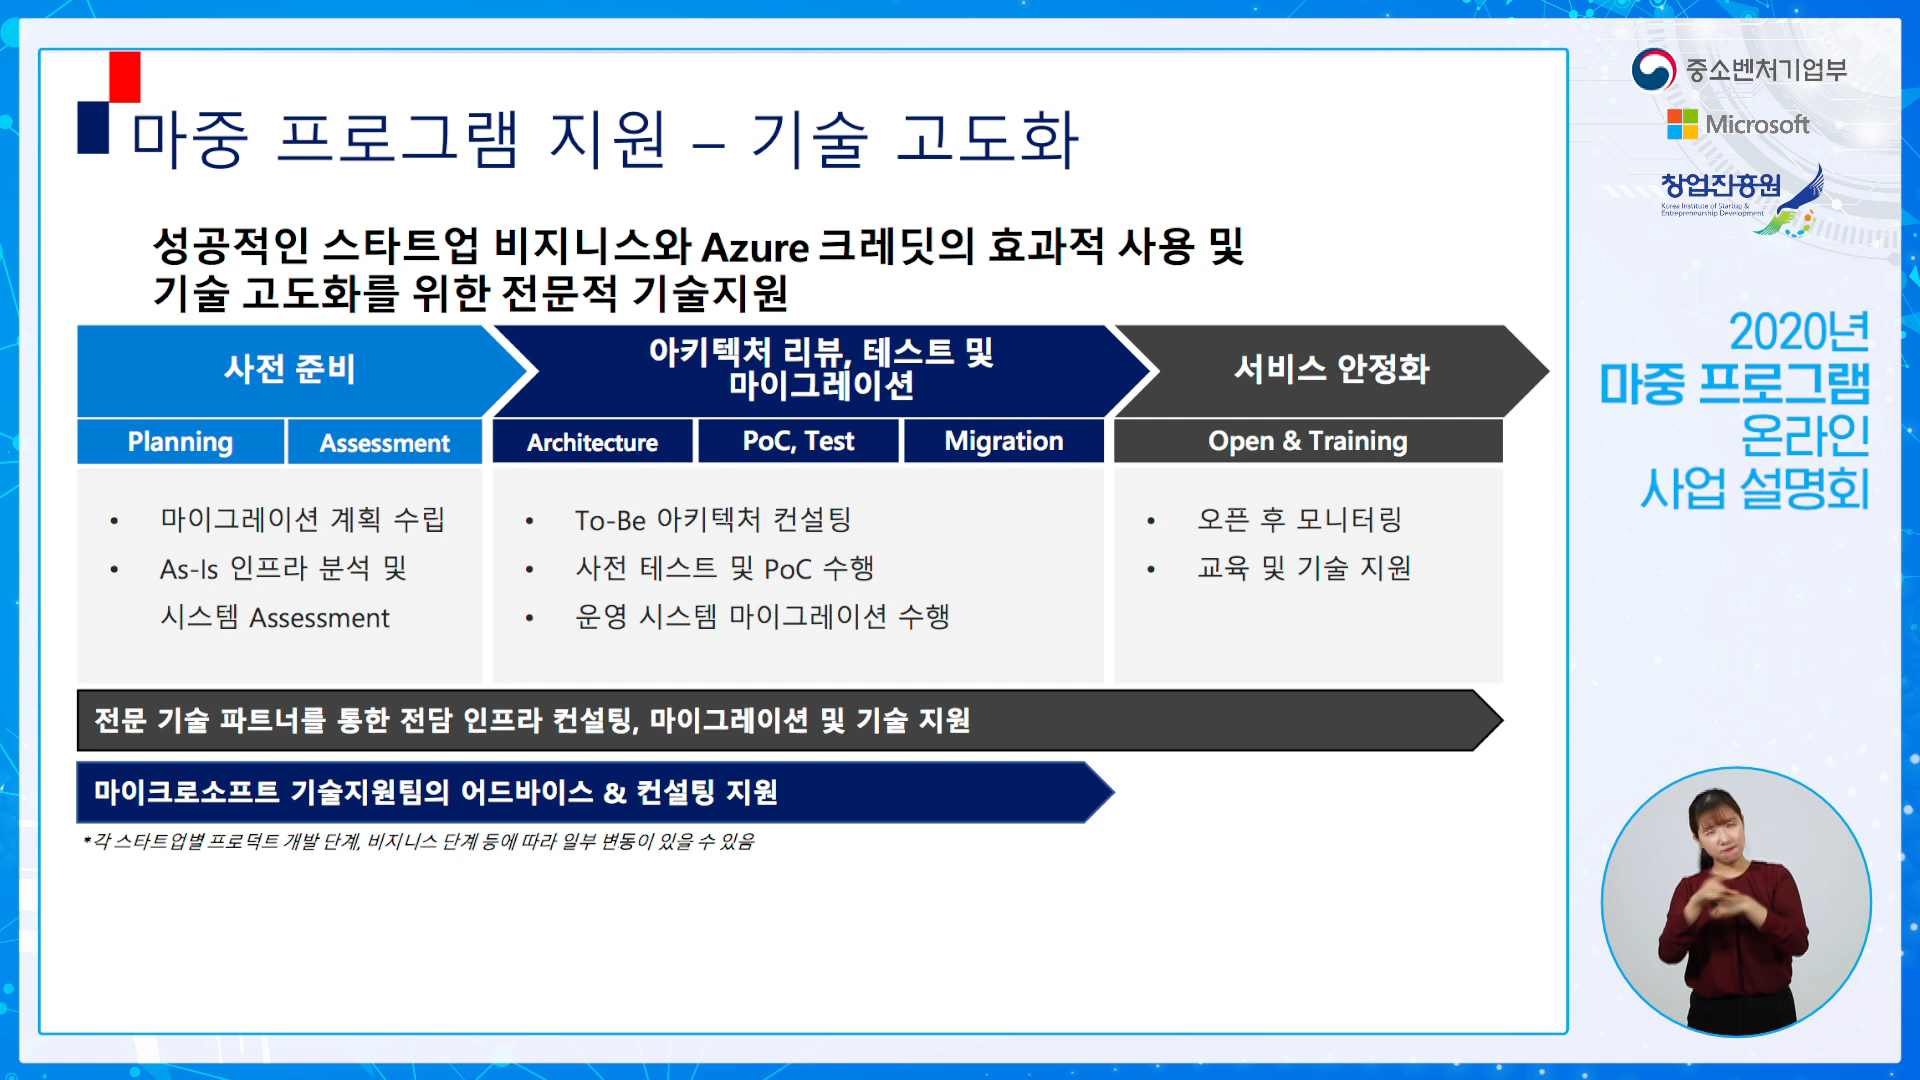 마중 프로그램 지원 – 기술 고도화
성공적인 스타트업 비지니스와 Azure 크레딧의 효과적 사용 및
기술 고도화를 위한 전문적 기술지원
사전 준비
아키텍처 리뷰, 테스트 및
마이그레이션
서비스 안정화
Planning
Assessment
Architecture
PoC, Test
Migration
Open & Training
• 마이그레이션 계획 수립
• As-Is 인프라 분석 및
시스템 Assessment
• To-Be 아키텍처 컨설팅
• 사전 테스트 및 PoC 수행
• 운영 시스템 마이그레이션 수행
• 오픈 후 모니터링
• 교육 및 기술 지원
전문 기술 파트너를 통한 전담 인프라 컨설팅, 마이그레이션 및 기술 지원
마이크로소프트 기술지원팀의 어드바이스 & 컨설팅 지원
*각 스타트업별 프로덕트 개발 단계, 비지니스 단계 등에 따라 일부 변동이 있을 수 있음
중소벤처기업부
Microsoft
창업진흥원
Korea Institute of Startup &
Entrepreneurship Development
2020년
마중 프로그램
온라인
사업 설명회